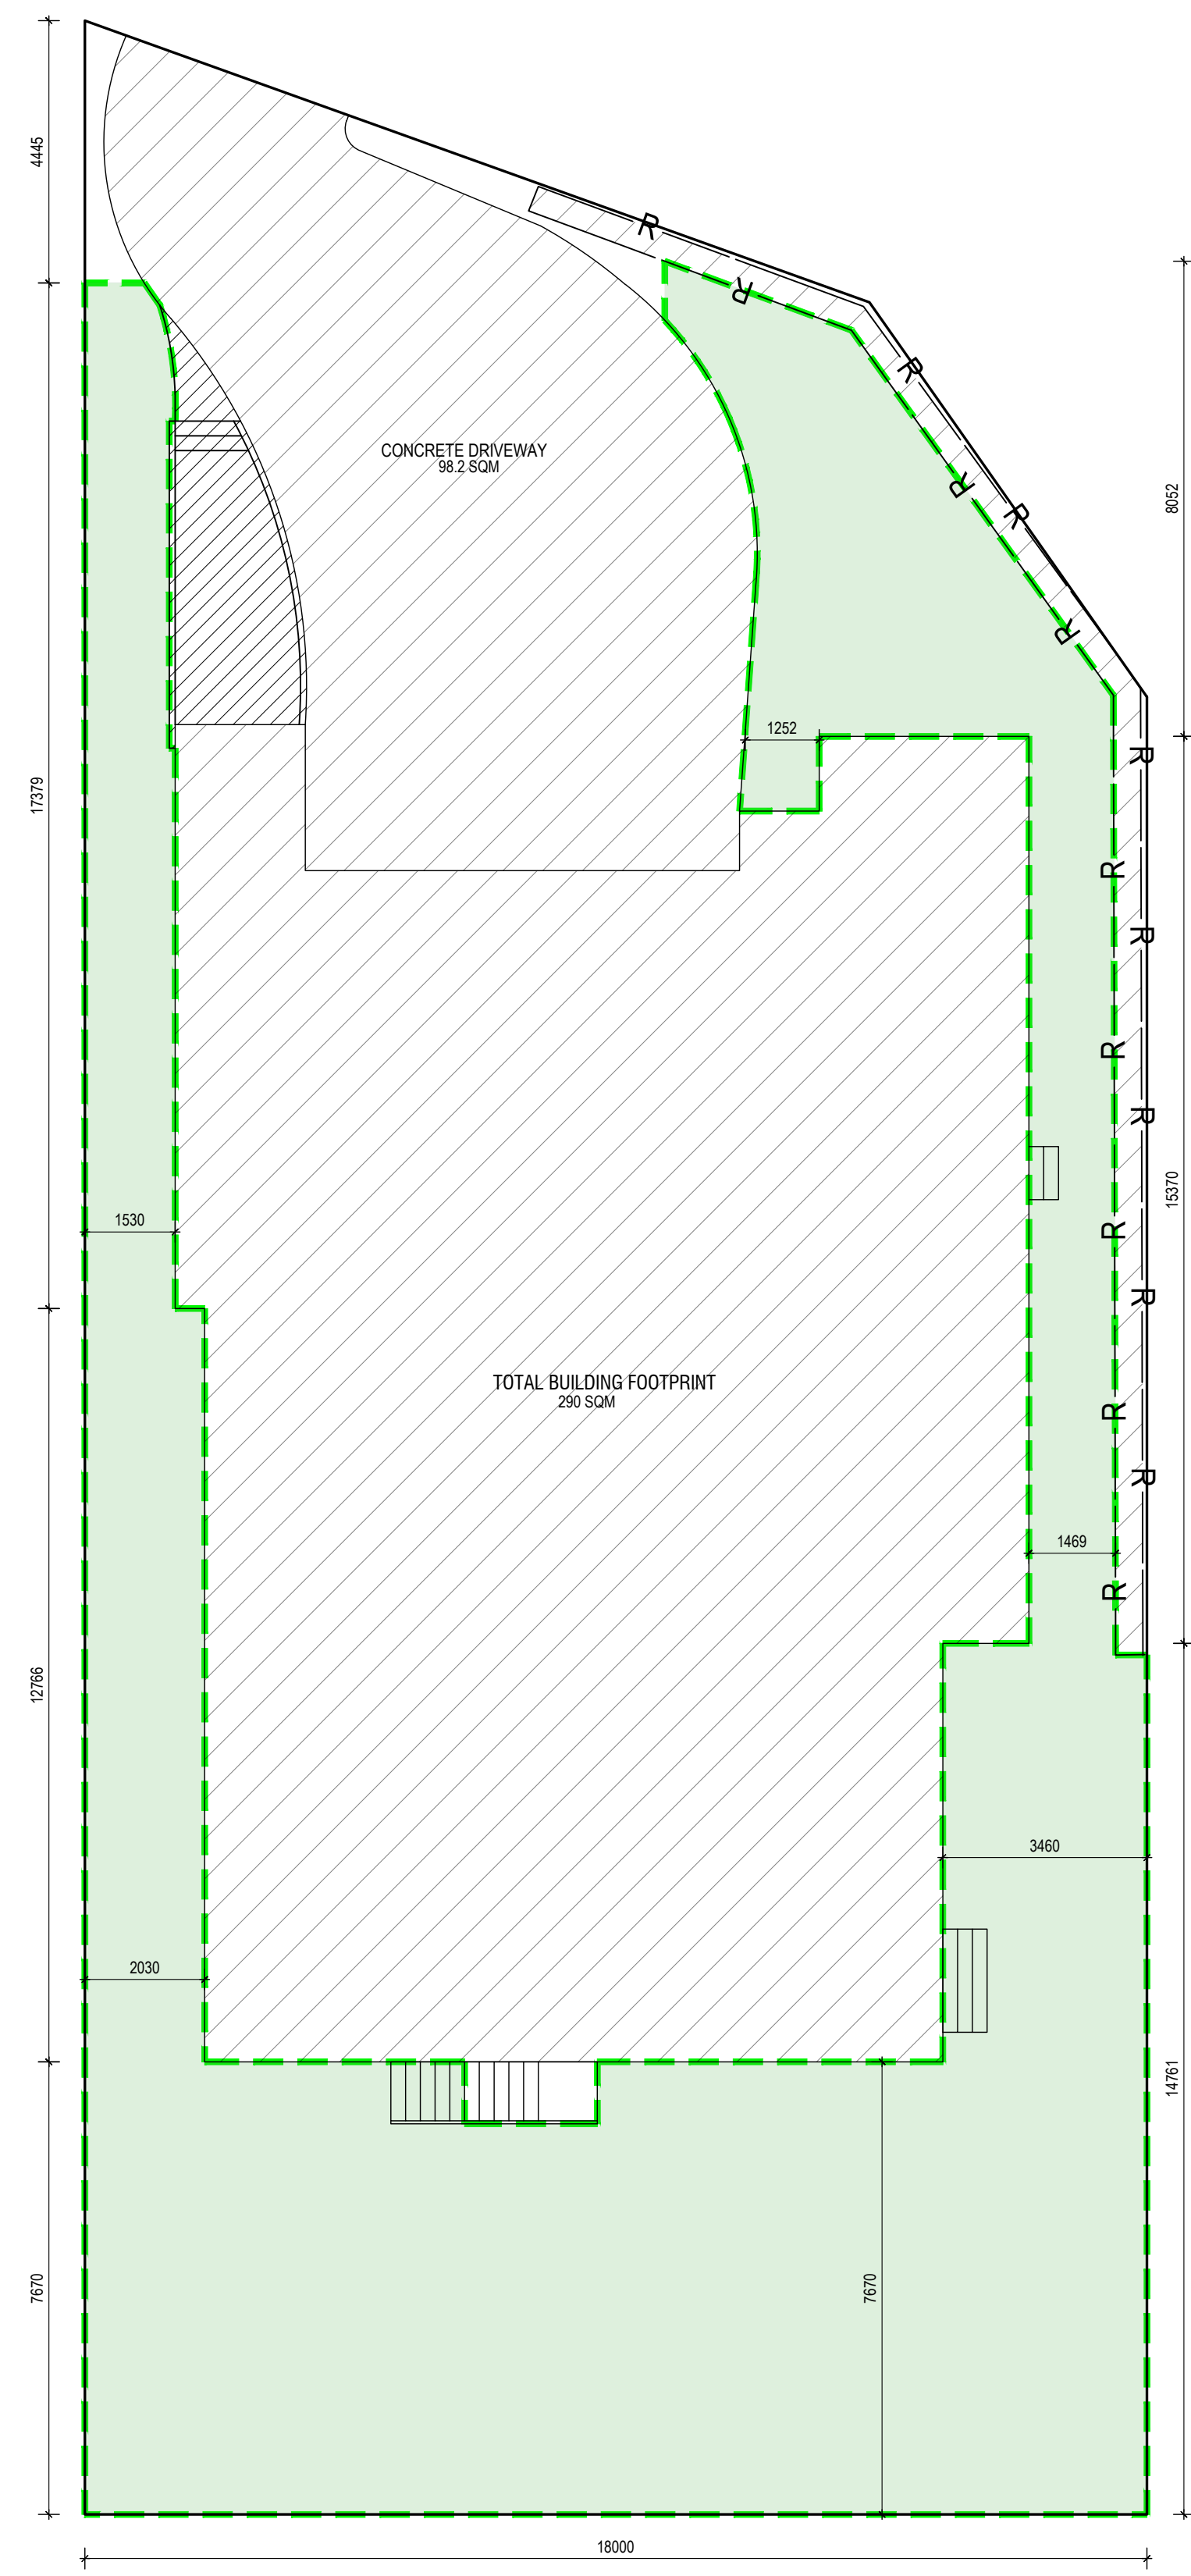 4445
R
R
R
CONCRETE DRIVEWAY
98.2 SQM
R
R
8052
R
1252
R
17379
R
R
R
R
15370
1530
R
R
TOTAL BUILDING FOOTPRINT
290 SQM
R
R
1469
R
12766
3460
2030
14761
7670
7670
18000